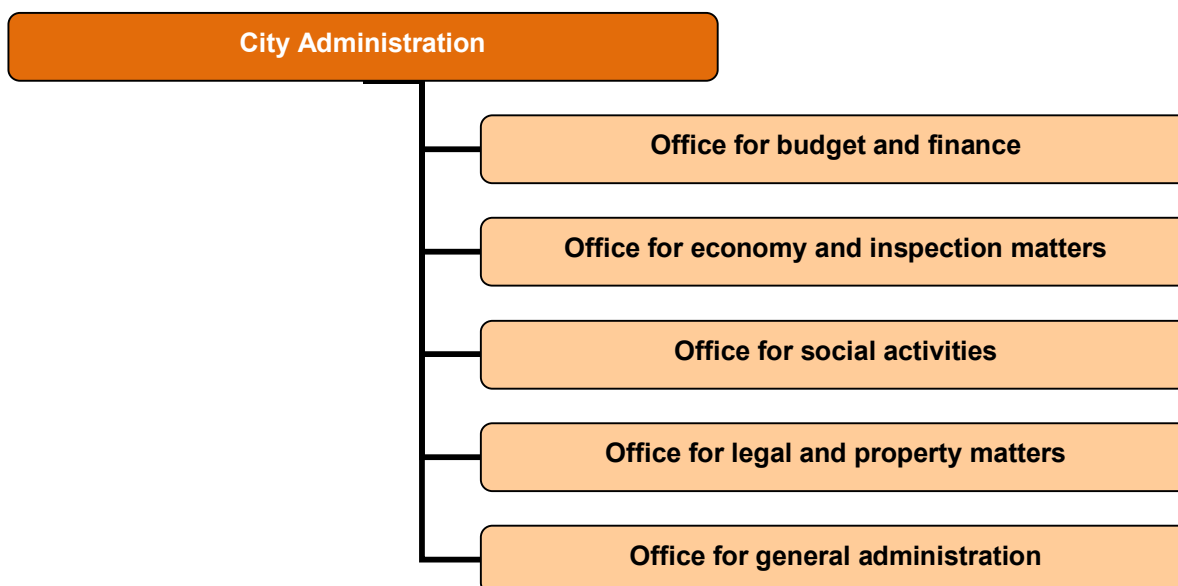 City Administration
Office for budget and finance
Office for economy and inspection matters
Office for social activities
Office for legal and property matters
Office for general administration